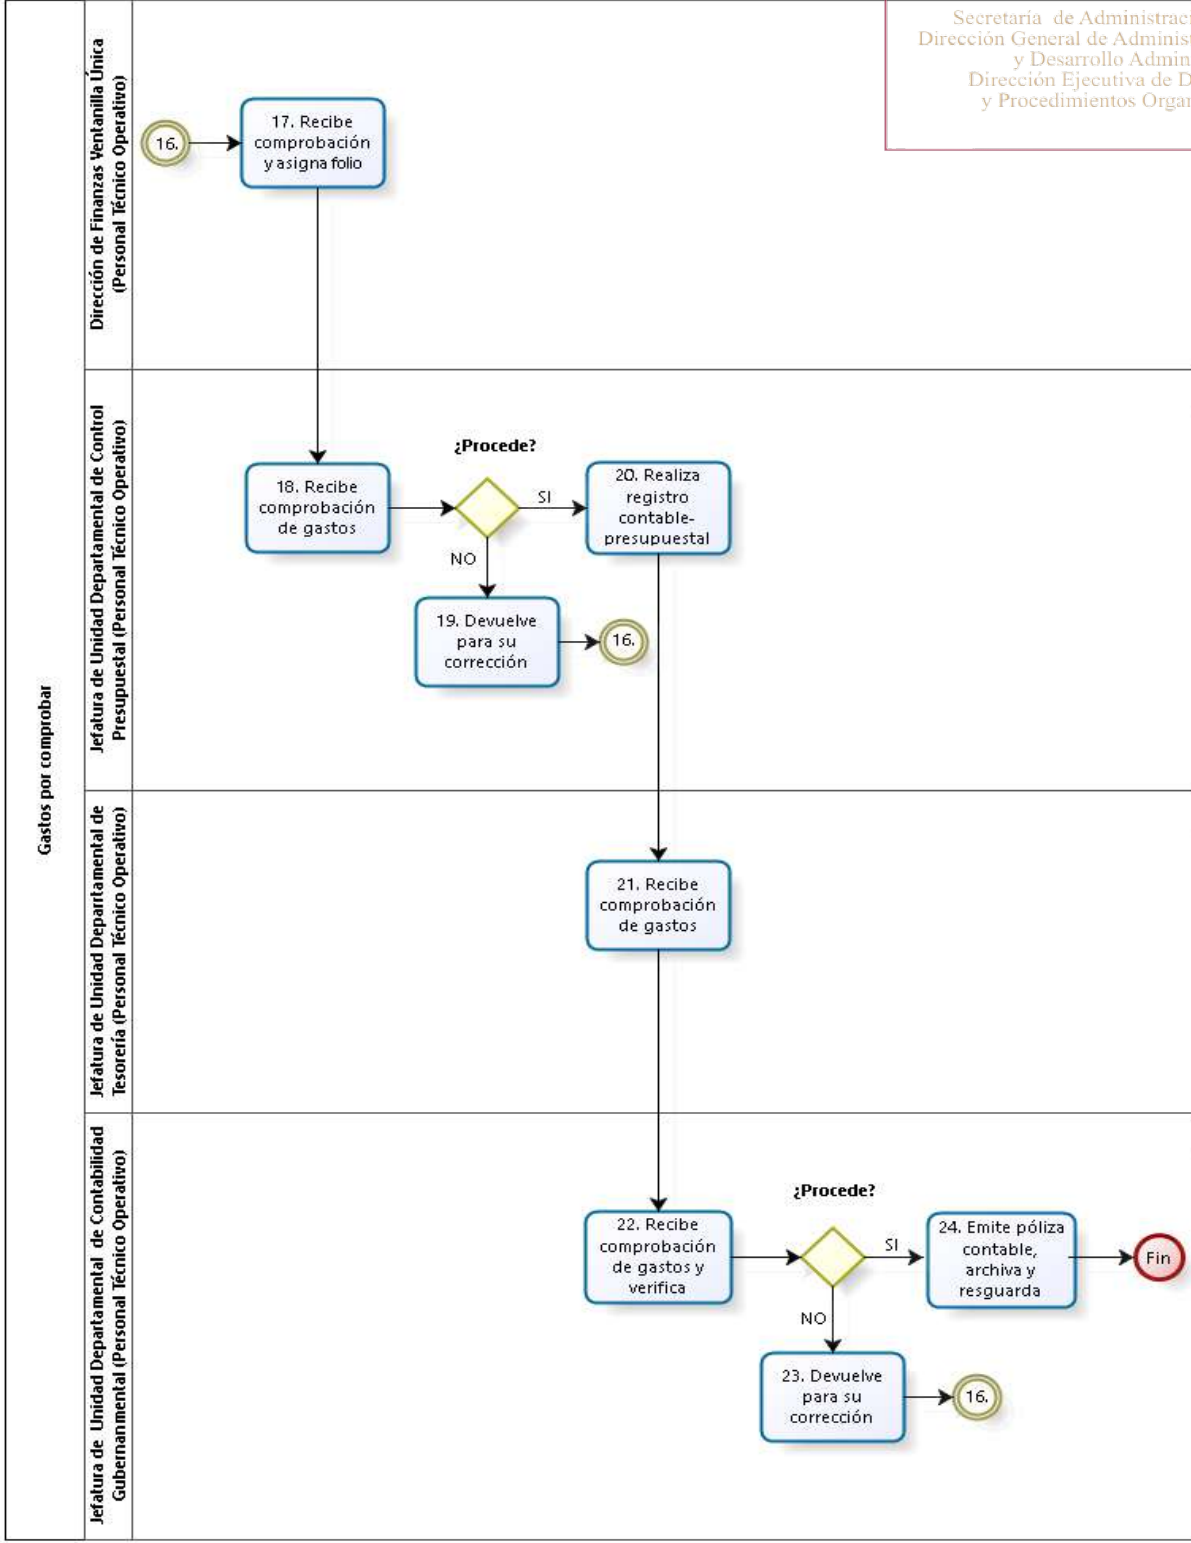 Secretaria de Administraci
Dirección General de Administ
y Desarrollo Admin
Dirección Ejecutiva de D
y Procedimientos Organ
Gastos por comprobar
Dirección de Finanzas Ventanilla Única
(Personal Técnico Operativo)
16.
17. Recibe
comprobación
y asigna folio
Jefatura de Unidad Departamental de Control
Presupuestal (Personal Técnico Operativo)
18. Recibe
comprobación
de gastos
¿Procede?
SI
NO
20. Realiza
registro
contable-
presupuestal
19. Devuelve
para su
corrección
16.
Jefatura de Unidad Departamental de
Tesorería (Personal Técnico Operativo)
21. Recibe
comprobación
de gastos
Jefatura de Unidad Departamental de Contabilidad
Gubernamental (Personal Técnico Operativo)
22. Recibe
comprobación
de gastos y
verifica
¿Procede?
SI
NO
24. Emite póliza
contable,
archiva y
resguarda
Fin
23. Devuelve
para su
corrección
16.